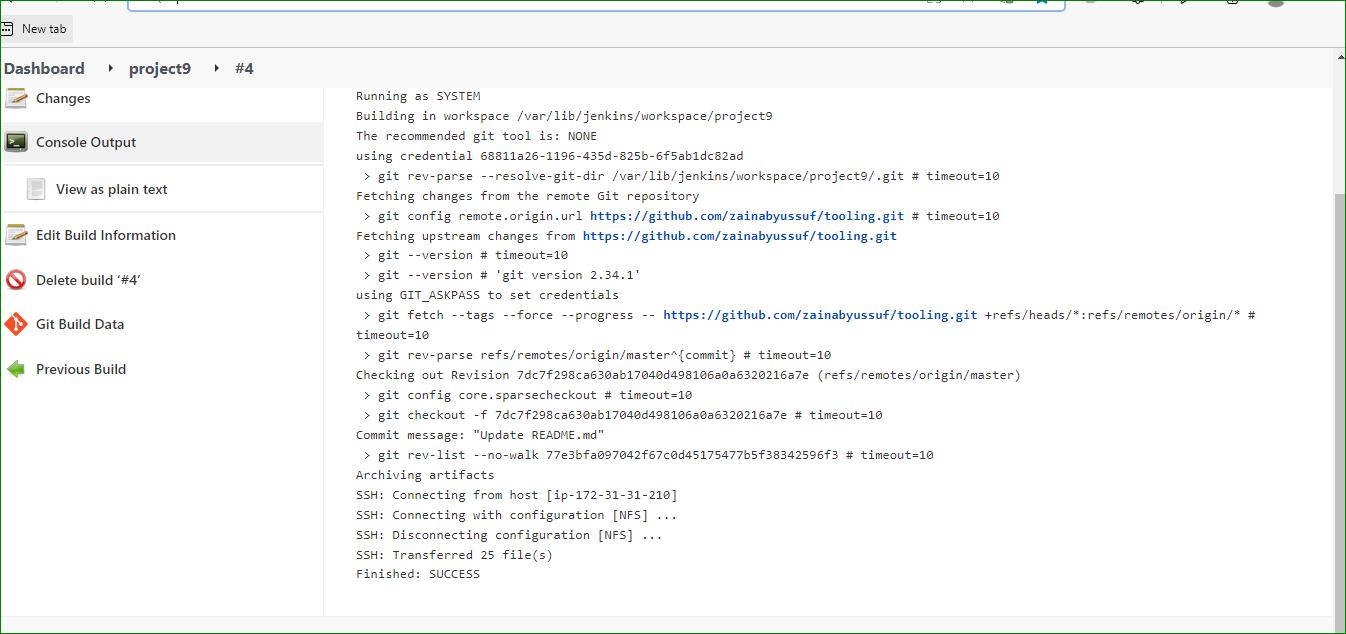 New tab
Dashboard
project9
#4
Changes
Console Output
View as plain text
Edit Build Information
Delete build ‘#4’
Git Build Data
Previous Build
Running as SYSTEM
Building in workspace /var/lib/jenkins/workspace/project9
The recommended git tool is: NONE
using credential 68811a26-1196-435d-825b-6f5ab1dc82ad
> git rev-parse --resolve-git-dir /var/lib/jenkins/workspace/project9/.git # timeout=10
Fetching changes from the remote Git repository
> git config remote.origin.url https://github.com/zainabyussuf/tooling.git # timeout=10
Fetching upstream changes from https://github.com/zainabyussuf/tooling.git
> git --version # timeout=10
> git --version # 'git version 2.34.1'
using GIT_ASKPASS to set credentials
> git fetch --tags --force --progress -- https://github.com/zainabyussuf/tooling.git +refs/heads/*:refs/remotes/origin/* #
timeout=10
> git rev-parse refs/remotes/origin/master^{commit} # timeout=10
Checking out Revision 7dc7f298ca630ab17040d498106a0a6320216a7e (refs/remotes/origin/master)
> git config core.sparsecheckout # timeout=10
> git checkout -f 7dc7f298ca630ab17040d498106a0a6320216a7e # timeout=10
Commit message: "Update README.md"
> git rev-list --no-walk 77e3bfa097042f67c0d45175477b5f38342596f3 # timeout=10
Archiving artifacts
SSH: Connecting from host [ip-172-31-31-210]
SSH: Connecting with configuration [NFS] ...
SSH: Disconnecting configuration [NFS] ...
SSH: Transferred 25 file(s)
Finished: SUCCESS